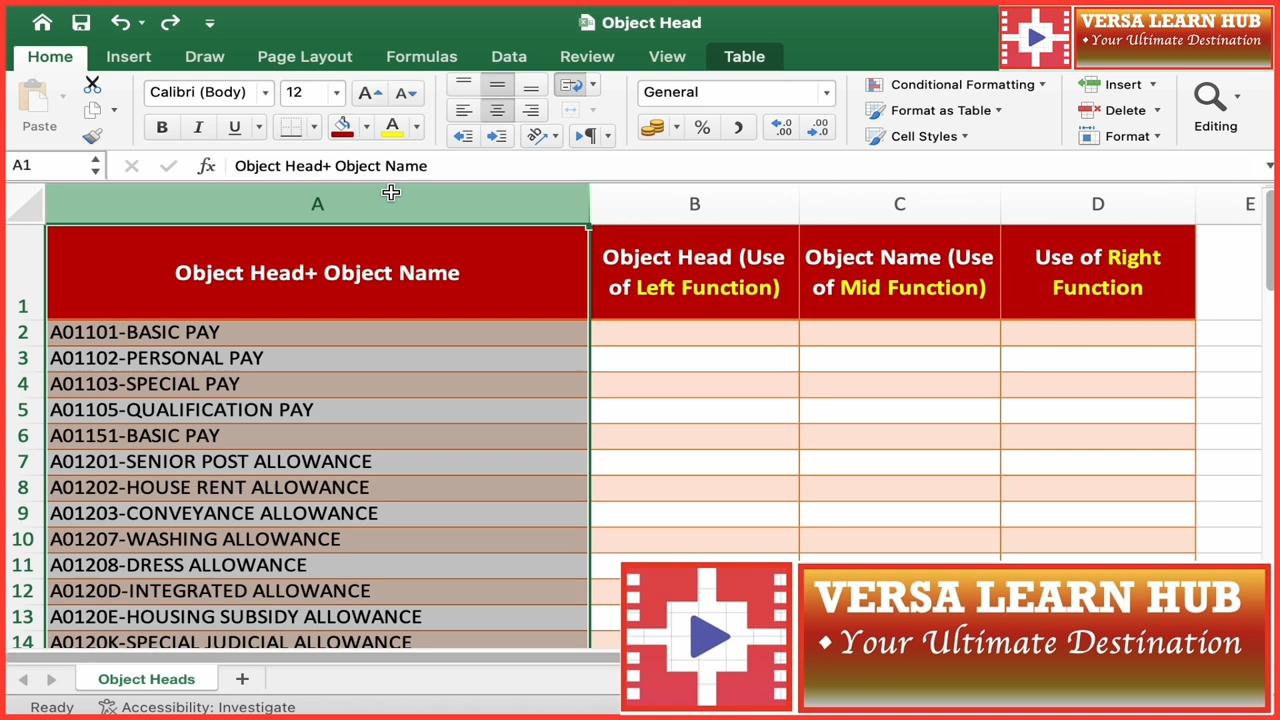 Object Head
VERSA LEARN HUB
• Your Ultimate Destination
Home Insert Draw Page Layout Formulas Data Review View Table
Paste
Calibri (Body) 12
A A
B I U A
ab
General
% 9
.00 .0
Conditional Formatting
Format as Table
Cell Styles
Insert
Delete
Format
Editing
A1 fx Object Head+ Object Name
A B C D E
1 Object Head+ Object Name
Object Head (Use
of Left Function)
Object Name (Use
of Mid Function)
Use of Right
Function
2 A01101-BASIC PAY
3 A01102-PERSONAL PAY
4 A01103-SPECIAL PAY
5 A01105-QUALIFICATION PAY
6 A01151-BASIC PAY
7 A01201-SENIOR POST ALLOWANCE
8 A01202-HOUSE RENT ALLOWANCE
9 A01203-CONVEYANCE ALLOWANCE
10 A01207-WASHING ALLOWANCE
11 A01208-DRESS ALLOWANCE
12 A0120D-INTEGRATED ALLOWANCE
13 A0120E-HOUSING SUBSIDY ALLOWANCE
14 A0120K-SPECIAL JUDICIAL ALLOWANCE
VERSA LEARN HUB
• Your Ultimate Destination
Object Heads +
Ready Accessibility: Investigate